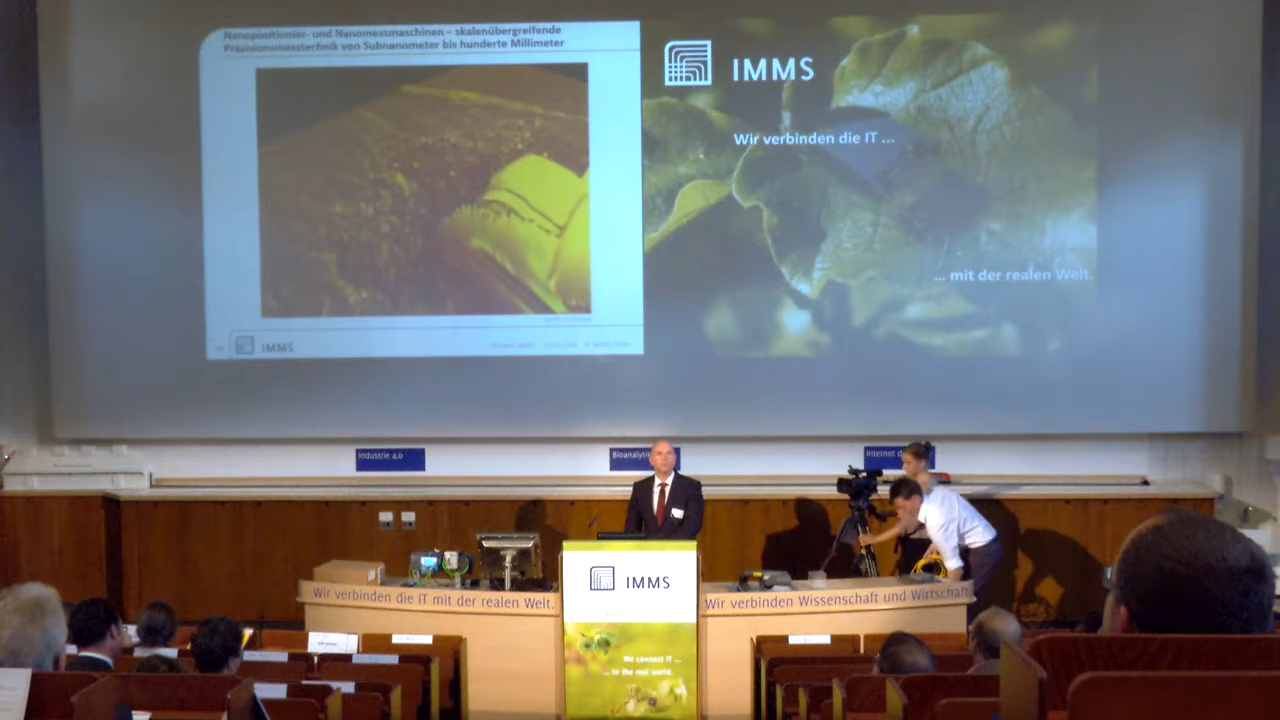 Nanopositionier- und Nanomessmaschinen – skalenübergreifende
Präzisionsmesstechnik von Subnanometer bis hunderte Millimeter
IMMS
IMMS
Wir verbinden die IT ...
... mit der realen Welt.
Industrie 4.0
Bioanalytik
Internet d
IMMS
Wir verbinden die IT mit der realen Welt.
Wir verbinden Wissenschaft und Wirtschaft
We connect IT ...
... to the real world.